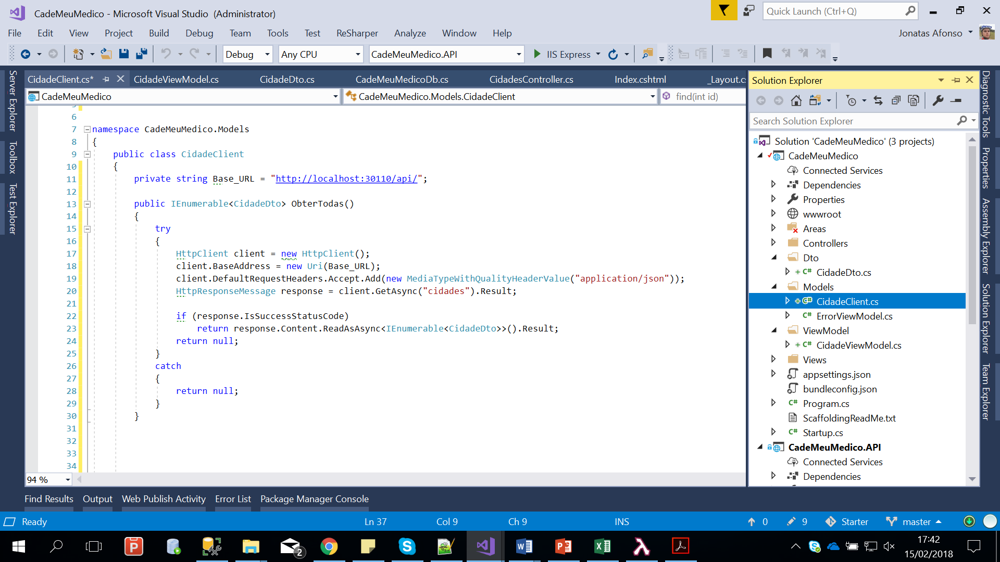 CadeMeuMedico - Microsoft Visual Studio (Administrator)
Quick Launch (Ctrl+Q)
File Edit View Project Build Debug Team Tools Test ReSharper Analyze Window Help
Jonatas Afonso
Debug Any CPU CadeMeuMedico.API IIS Express
CidadeClient.cs* CidadeViewModel.cs CidadeDto.cs CadeMeuMedicoDb.cs CidadesController.cs Index.cshtml _Layout.cs
CadeMeuMedico CadeMeuMedico.Models.CidadeClient find(int id)
Server Explorer
Toolbox
Test Explorer
6
7 namespace CadeMeuMedico.Models
8 {
9 public class CidadeClient
10 {
11 private string Base_URL = "http://localhost:30110/api/";
12
13 public IEnumerable<CidadeDto> ObterTodas()
14 {
15 try
16 {
17 HttpClient client = new HttpClient();
18 client.BaseAddress = new Uri(Base_URL);
19 client.DefaultRequestHeaders.Accept.Add(new MediaTypeWithQualityHeaderValue("application/json"));
20 HttpResponseMessage response = client.GetAsync("cidades").Result;
21
22 if (response.IsSuccessStatusCode)
23 return response.Content.ReadAsAsync<IEnumerable<CidadeDto>>().Result;
24 return null;
25 }
26 catch
27 {
28 return null;
29 }
30 }
31
32
33
34
94 %
Solution Explorer
Search Solution Explorer
Solution 'CadeMeuMedico' (3 projects)
CadeMeuMedico
Connected Services
Dependencies
Properties
wwwroot
Areas
Controllers
Dto
C# CidadeDto.cs
Models
C# CidadeClient.cs
C# ErrorViewModel.cs
ViewModel
C# CidadeViewModel.cs
Views
appsettings.json
bundleconfig.json
C# Program.cs
ScaffoldingReadMe.txt
C# Startup.cs
CadeMeuMedico.API
Connected Services
Dependencies
Diagnostic Tools
Properties
Assembly Explorer
Solution Explorer
Team Explorer
Find Results Output Web Publish Activity Error List Package Manager Console
Ready Ln 37 Col 9 Ch 9 INS 0 9 Starter master
2
17:42
15/02/2018